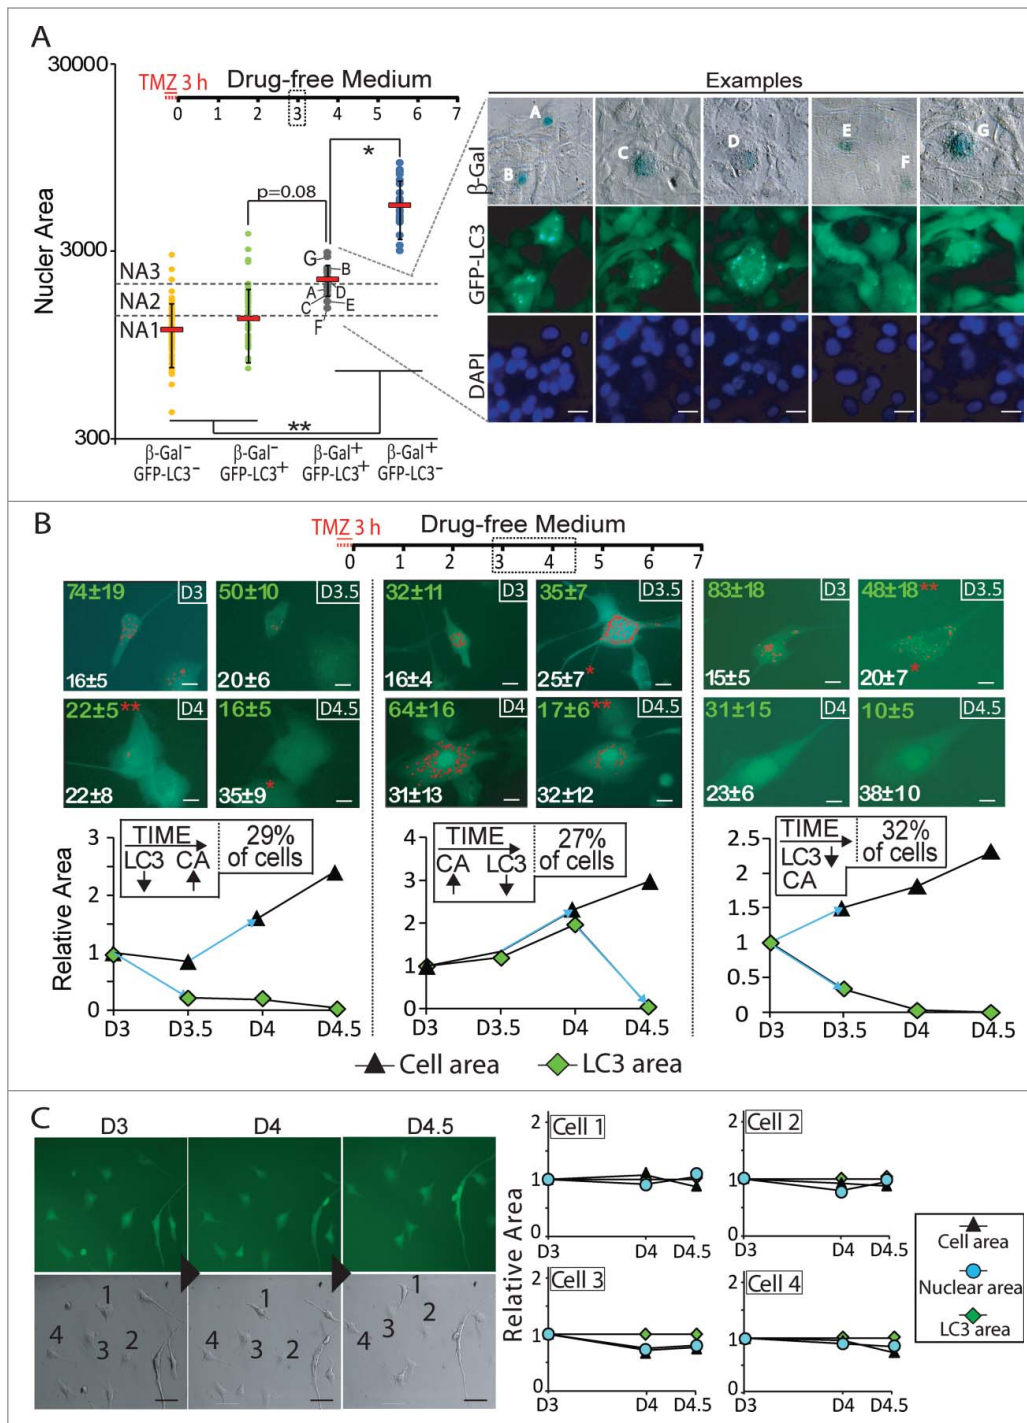 A
30000
3000
300
Nucler Area
TMZ 3 h
Drug-free Medium
0 1 2 3 4 5 6 7
*
p=0.08
NA3
NA2
NA1
G
B
A
D
C
E
F
**
β-Gal⁻
GFP-LC3⁻
β-Gal⁻
GFP-LC3⁺
β-Gal⁺
GFP-LC3⁺
β-Gal⁺
GFP-LC3⁻
Examples
β-Gal
A
B
C
D
E
F
G
GFP-LC3
DAPI
B
TMZ 3 h
Drug-free Medium
0 1 2 3 4 5 6 7
74±19 D3
16±5
50±10 D3.5
20±6
22±5** D4
22±8
16±5 D4.5
35±9*
32±11 D3
16±4
35±7 D3.5
25±7*
64±16 D4
31±13
17±6** D4.5
32±12
83±18 D3
15±5
48±18** D3.5
20±7*
31±15 D4
23±6
10±5 D4.5
38±10
Relative Area
3
2
1
0
TIME
LC3 CA
29%
of cells
D3 D3.5 D4 D4.5
4
3
2
1
0
TIME
CA LC3
27%
of cells
D3 D3.5 D4 D4.5
2.5
2
1.5
1
0.5
0
TIME
LC3
CA
32%
of cells
D3 D3.5 D4 D4.5
Cell area
LC3 area
C
D3
D4
D4.5
1
2
3
4
1
2
3
4
1
2
3
4
Relative Area
2
1
0
Cell 1
D3 D4 D4.5
2
1
0
Cell 2
D3 D4 D4.5
2
1
0
Cell 3
D3 D4 D4.5
2
1
0
Cell 4
D3 D4 D4.5
Cell area
Nuclear area
LC3 area